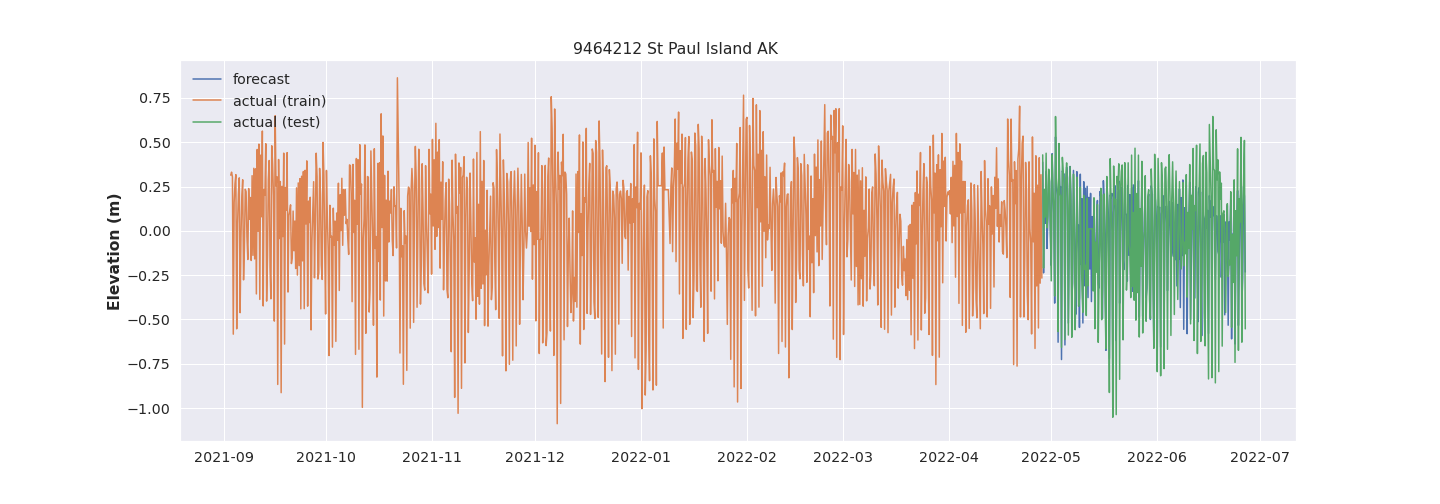 9464212 St Paul Island AK
forecast
actual (train)
actual (test)
Elevation (m)
0.75
0.50
0.25
0.00
−0.25
−0.50
−0.75
−1.00
2021-09 2021-10 2021-11 2021-12 2022-01 2022-02 2022-03 2022-04 2022-05 2022-06 2022-07